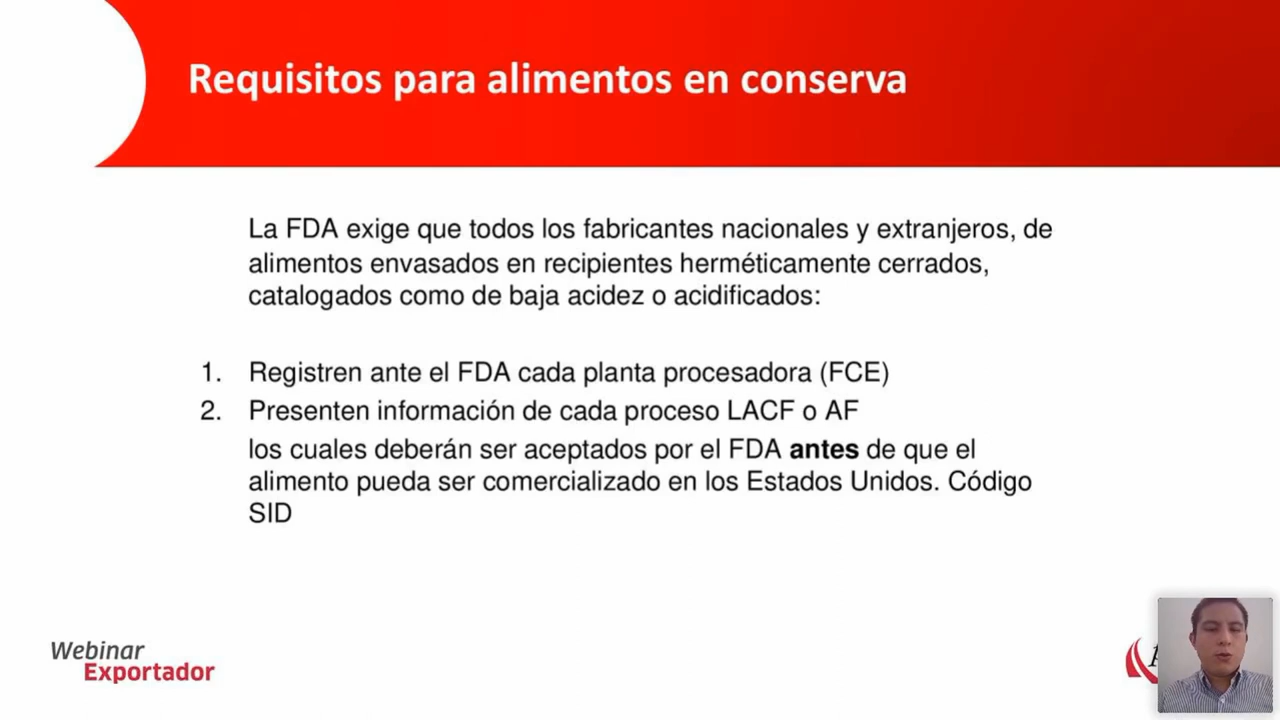 Requisitos para alimentos en conserva
La FDA exige que todos los fabricantes nacionales y extranjeros, de
alimentos envasados en recipientes herméticamente cerrados,
catalogados como de baja acidez o acidificados:
1. Registren ante el FDA cada planta procesadora (FCE)
2. Presenten información de cada proceso LACF o AF
los cuales deberán ser aceptados por el FDA antes de que el
alimento pueda ser comercializado en los Estados Unidos. Código
SID
Webinar
Exportador